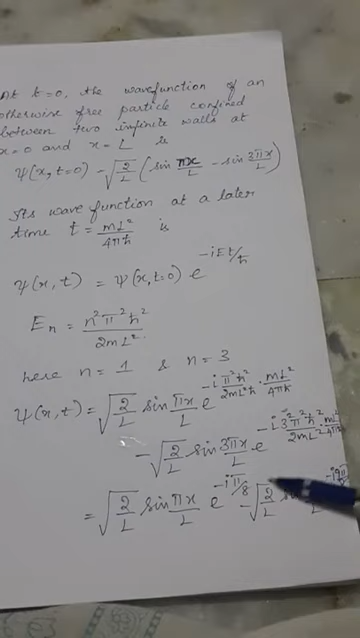 At t=0, the wavefunction of an
otherwise free particle confined
between two infinite walls at
x=0 and x=L is
ψ(x, t=0) - √(2/L) (sin πx/L - sin 3πx/L)
Its wave function at a later
time t = mL²/4πħ is
ψ(x, t) = ψ(x, t=0) e^(-iEt/ħ)
Eₙ = n²π²ħ²/2mL²
here n = 1 & n = 3
ψ(x, t) = √(2/L) sin πx/L e^(-i π²ħ²/2mL²ħ · mL²/4πħ)
- √(2/L) sin 3πx/L e^(-i 3²π²ħ²/2mL² · mL²/4πħ)
= √(2/L) sin πx/L e^(-iπ/8) - √(2/L)